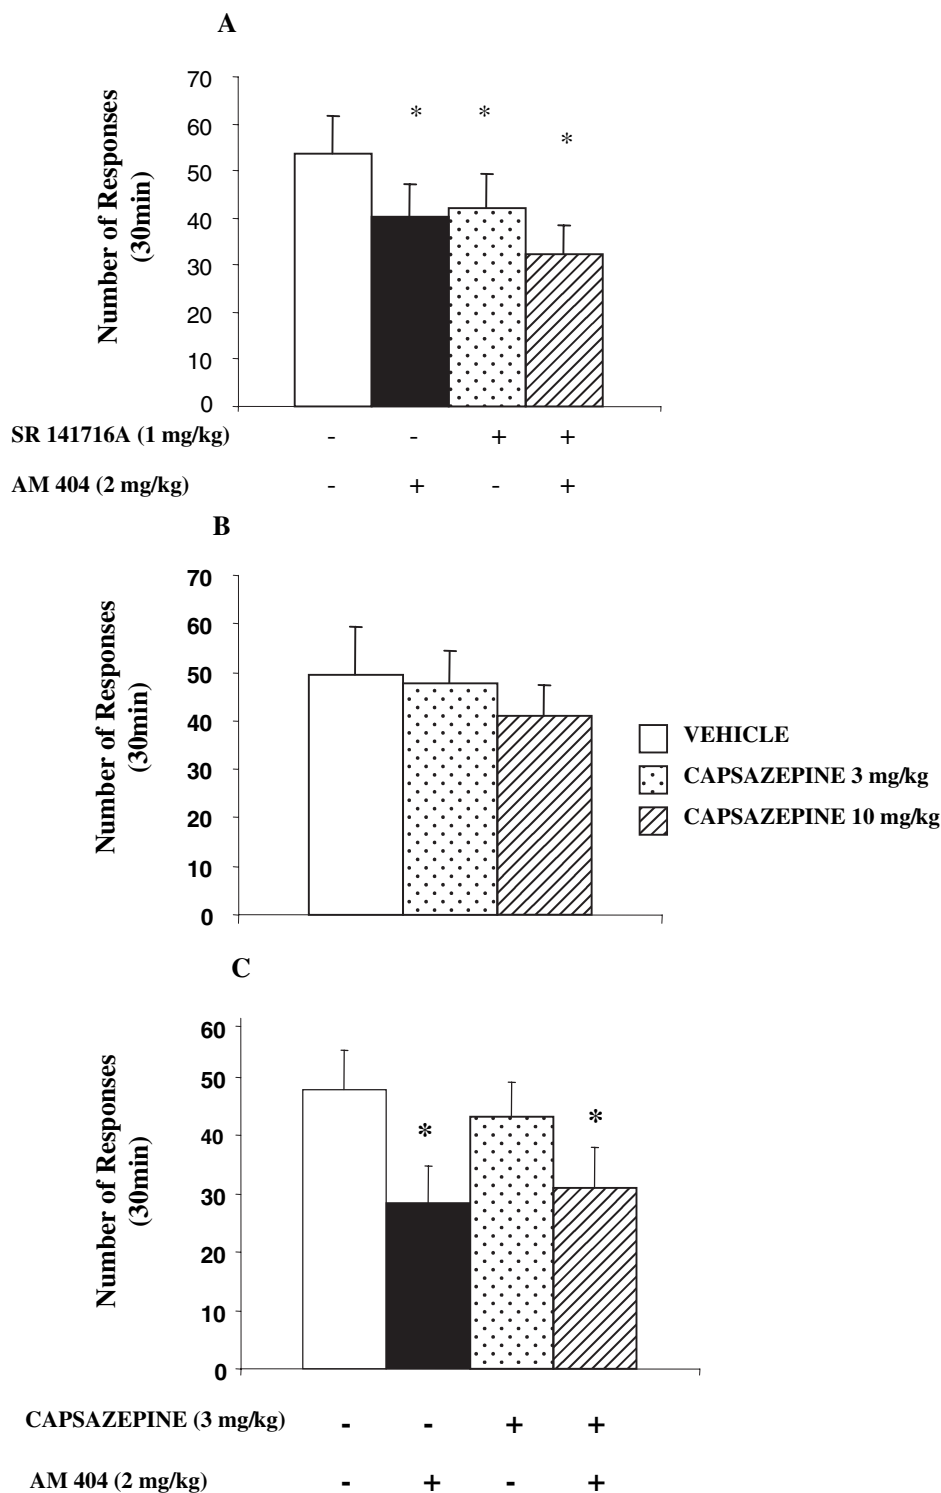 A
Number of Responses
(30min)
70
60
50
40
30
20
10
0
* * *
SR 141716A (1 mg/kg) - - + +
AM 404 (2 mg/kg) - + - +
B
Number of Responses
(30min)
70
60
50
40
30
20
10
0
VEHICLE
CAPSAZEPINE 3 mg/kg
CAPSAZEPINE 10 mg/kg
C
Number of Responses
(30min)
60
50
40
30
20
10
0
* *
CAPSAZEPINE (3 mg/kg) - - + +
AM 404 (2 mg/kg) - + - +